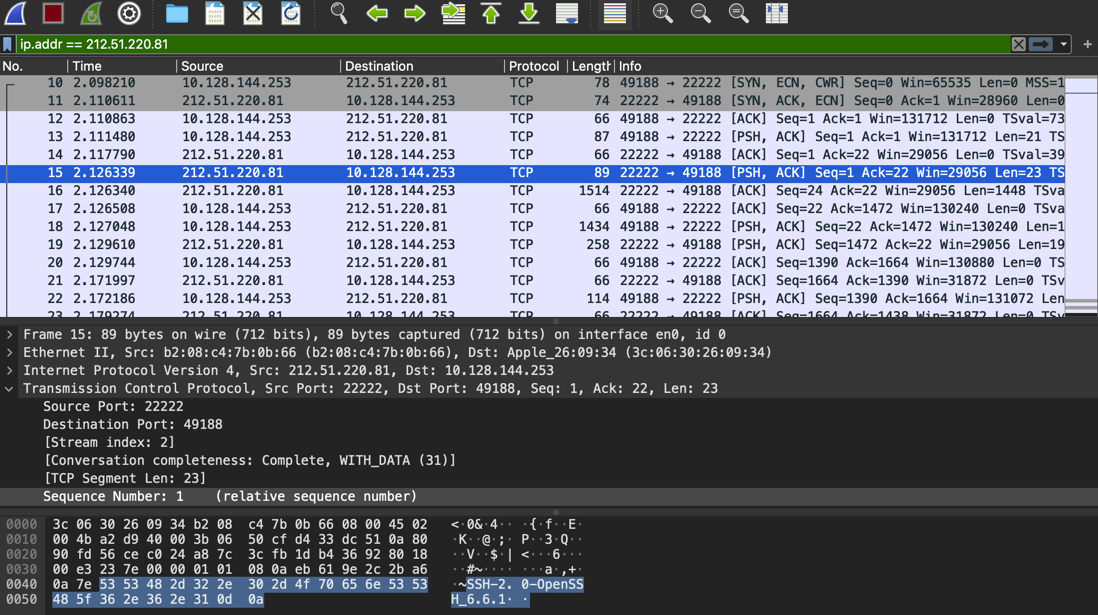 ip.addr == 212.51.220.81
No. Time Source Destination Protocol Length Info
10 2.098210 10.128.144.253 212.51.220.81 TCP 78 49188 → 22222 [SYN, ECN, CWR] Seq=0 Win=65535 Len=0 MSS=1
11 2.110611 212.51.220.81 10.128.144.253 TCP 74 22222 → 49188 [SYN, ACK, ECN] Seq=0 Ack=1 Win=28960 Len=0
12 2.110863 10.128.144.253 212.51.220.81 TCP 66 49188 → 22222 [ACK] Seq=1 Ack=1 Win=131712 Len=0 TSval=73
13 2.111480 10.128.144.253 212.51.220.81 TCP 87 49188 → 22222 [PSH, ACK] Seq=1 Ack=1 Win=131712 Len=21 TS
14 2.117790 212.51.220.81 10.128.144.253 TCP 66 22222 → 49188 [ACK] Seq=1 Ack=22 Win=29056 Len=0 TSval=39
15 2.126339 212.51.220.81 10.128.144.253 TCP 89 22222 → 49188 [PSH, ACK] Seq=1 Ack=22 Win=29056 Len=23 TS
16 2.126340 212.51.220.81 10.128.144.253 TCP 1514 22222 → 49188 [ACK] Seq=24 Ack=22 Win=29056 Len=1448 TSva
17 2.126508 10.128.144.253 212.51.220.81 TCP 66 49188 → 22222 [ACK] Seq=22 Ack=1472 Win=130240 Len=0 TSva
18 2.127048 10.128.144.253 212.51.220.81 TCP 1434 49188 → 22222 [PSH, ACK] Seq=22 Ack=1472 Win=130240 Len=1
19 2.129610 212.51.220.81 10.128.144.253 TCP 258 22222 → 49188 [PSH, ACK] Seq=1472 Ack=22 Win=29056 Len=19
20 2.129744 10.128.144.253 212.51.220.81 TCP 66 49188 → 22222 [ACK] Seq=1390 Ack=1664 Win=130880 Len=0 TS
21 2.171997 212.51.220.81 10.128.144.253 TCP 66 22222 → 49188 [ACK] Seq=1664 Ack=1390 Win=31872 Len=0 TSv
22 2.172186 10.128.144.253 212.51.220.81 TCP 114 49188 → 22222 [PSH, ACK] Seq=1390 Ack=1664 Win=131072 Len
23 2.179274 212.51.220.81 10.128.144.253 TCP 66 22222 → 49188 [ACK] Seq=1664 Ack=1438 Win=31872 Len=0 TSv
Frame 15: 89 bytes on wire (712 bits), 89 bytes captured (712 bits) on interface en0, id 0
Ethernet II, Src: b2:08:c4:7b:0b:66 (b2:08:c4:7b:0b:66), Dst: Apple_26:09:34 (3c:06:30:26:09:34)
Internet Protocol Version 4, Src: 212.51.220.81, Dst: 10.128.144.253
Transmission Control Protocol, Src Port: 22222, Dst Port: 49188, Seq: 1, Ack: 22, Len: 23
Source Port: 22222
Destination Port: 49188
[Stream index: 2]
[Conversation completeness: Complete, WITH_DATA (31)]
[TCP Segment Len: 23]
Sequence Number: 1 (relative sequence number)
0000 3c 06 30 26 09 34 b2 08 c4 7b 0b 66 08 00 45 02 <·0&·4·· ·{·f··E·
0010 00 4b a2 d9 40 00 3b 06 50 cf d4 33 dc 51 0a 80 ·K··@·;· P··3·Q··
0020 90 fd 56 ce c0 24 a8 7c 3c fb 1d b4 36 92 80 18 ··V··$·| <···6···
0030 00 e3 23 7e 00 00 01 01 08 0a eb 61 9e 2c 2b a6 ··#~···· ···a·,+·
0040 0a 7e 53 53 48 2d 32 2e 30 2d 4f 70 65 6e 53 53 ·~SSH-2. 0-OpenSS
0050 48 5f 36 2e 36 2e 31 0d 0a H_6.6.1· ·